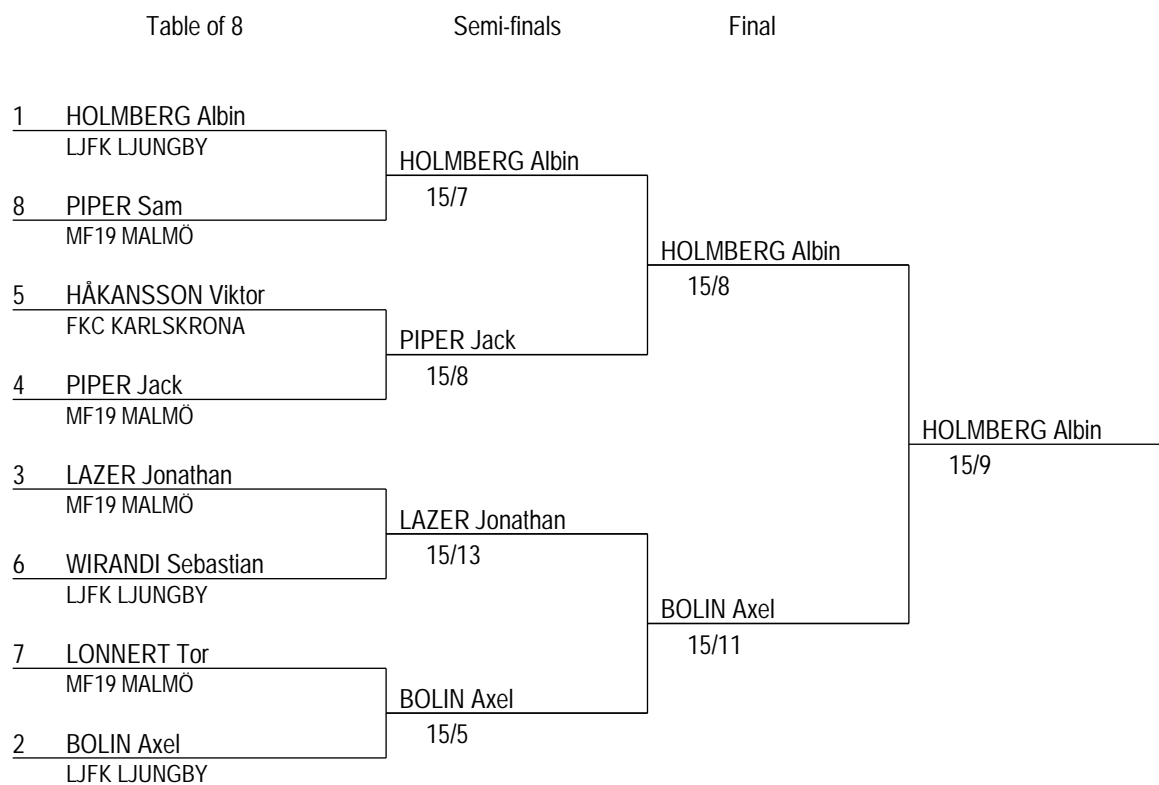 Table of 8 Semi-finals Final
1 HOLMBERG Albin
LJFK LJUNGBY
HOLMBERG Albin
15/7
8 PIPER Sam
MF19 MALMÖ
HOLMBERG Albin
15/8
5 HÅKANSSON Viktor
FKC KARLSKRONA
PIPER Jack
15/8
4 PIPER Jack
MF19 MALMÖ
HOLMBERG Albin
15/9
3 LAZER Jonathan
MF19 MALMÖ
LAZER Jonathan
15/13
6 WIRANDI Sebastian
LJFK LJUNGBY
BOLIN Axel
15/11
7 LONNERT Tor
MF19 MALMÖ
BOLIN Axel
15/5
2 BOLIN Axel
LJFK LJUNGBY